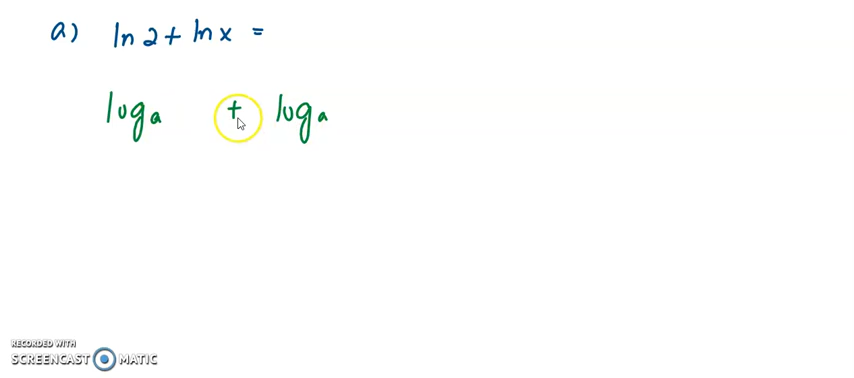 a) ln 2 + ln x =
log a + log a
RECORDED WITH
SCREENCAST MATIC